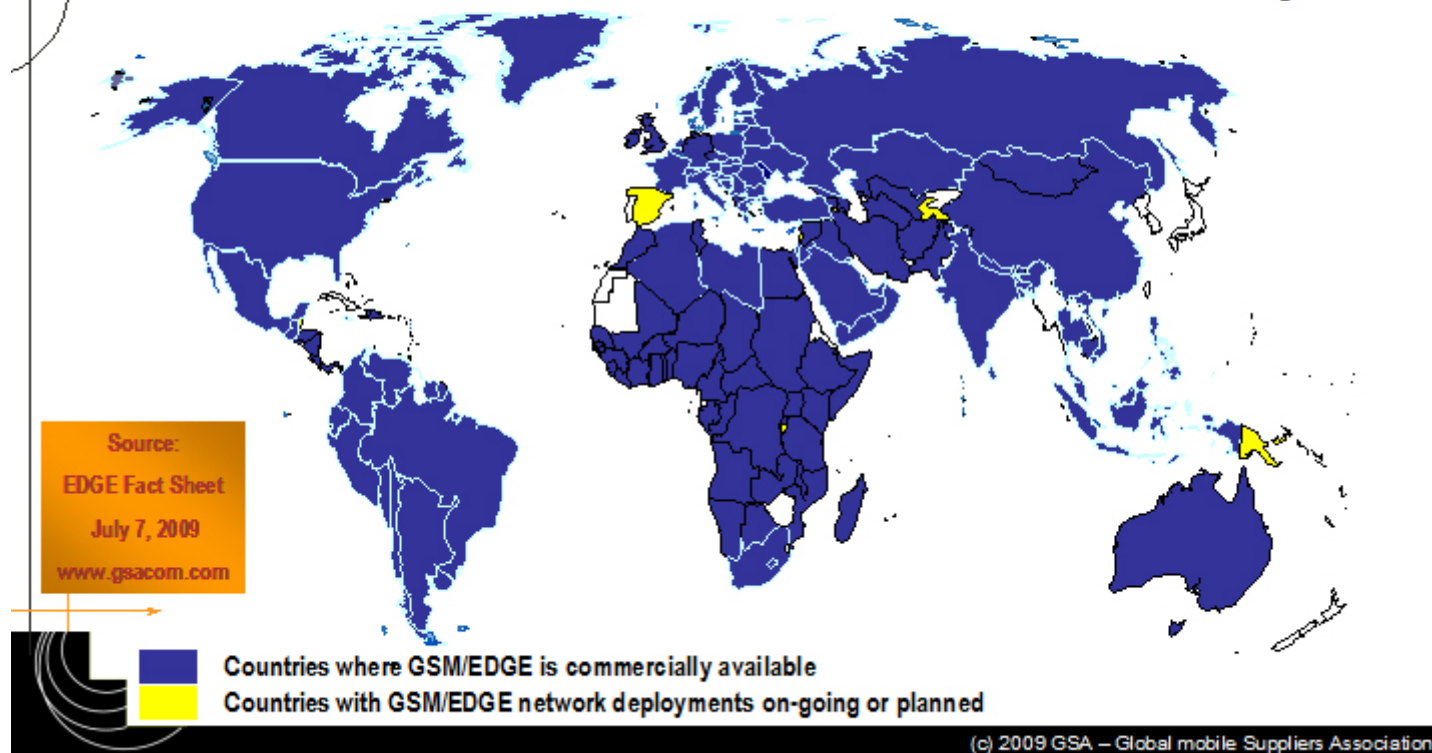 Source:
EDGE Fact Sheet
July 7, 2009
www.gsacom.com
Countries where GSM/EDGE is commercially available
Countries with GSM/EDGE network deployments on-going or planned
(c) 2009 GSA – Global mobile Suppliers Association